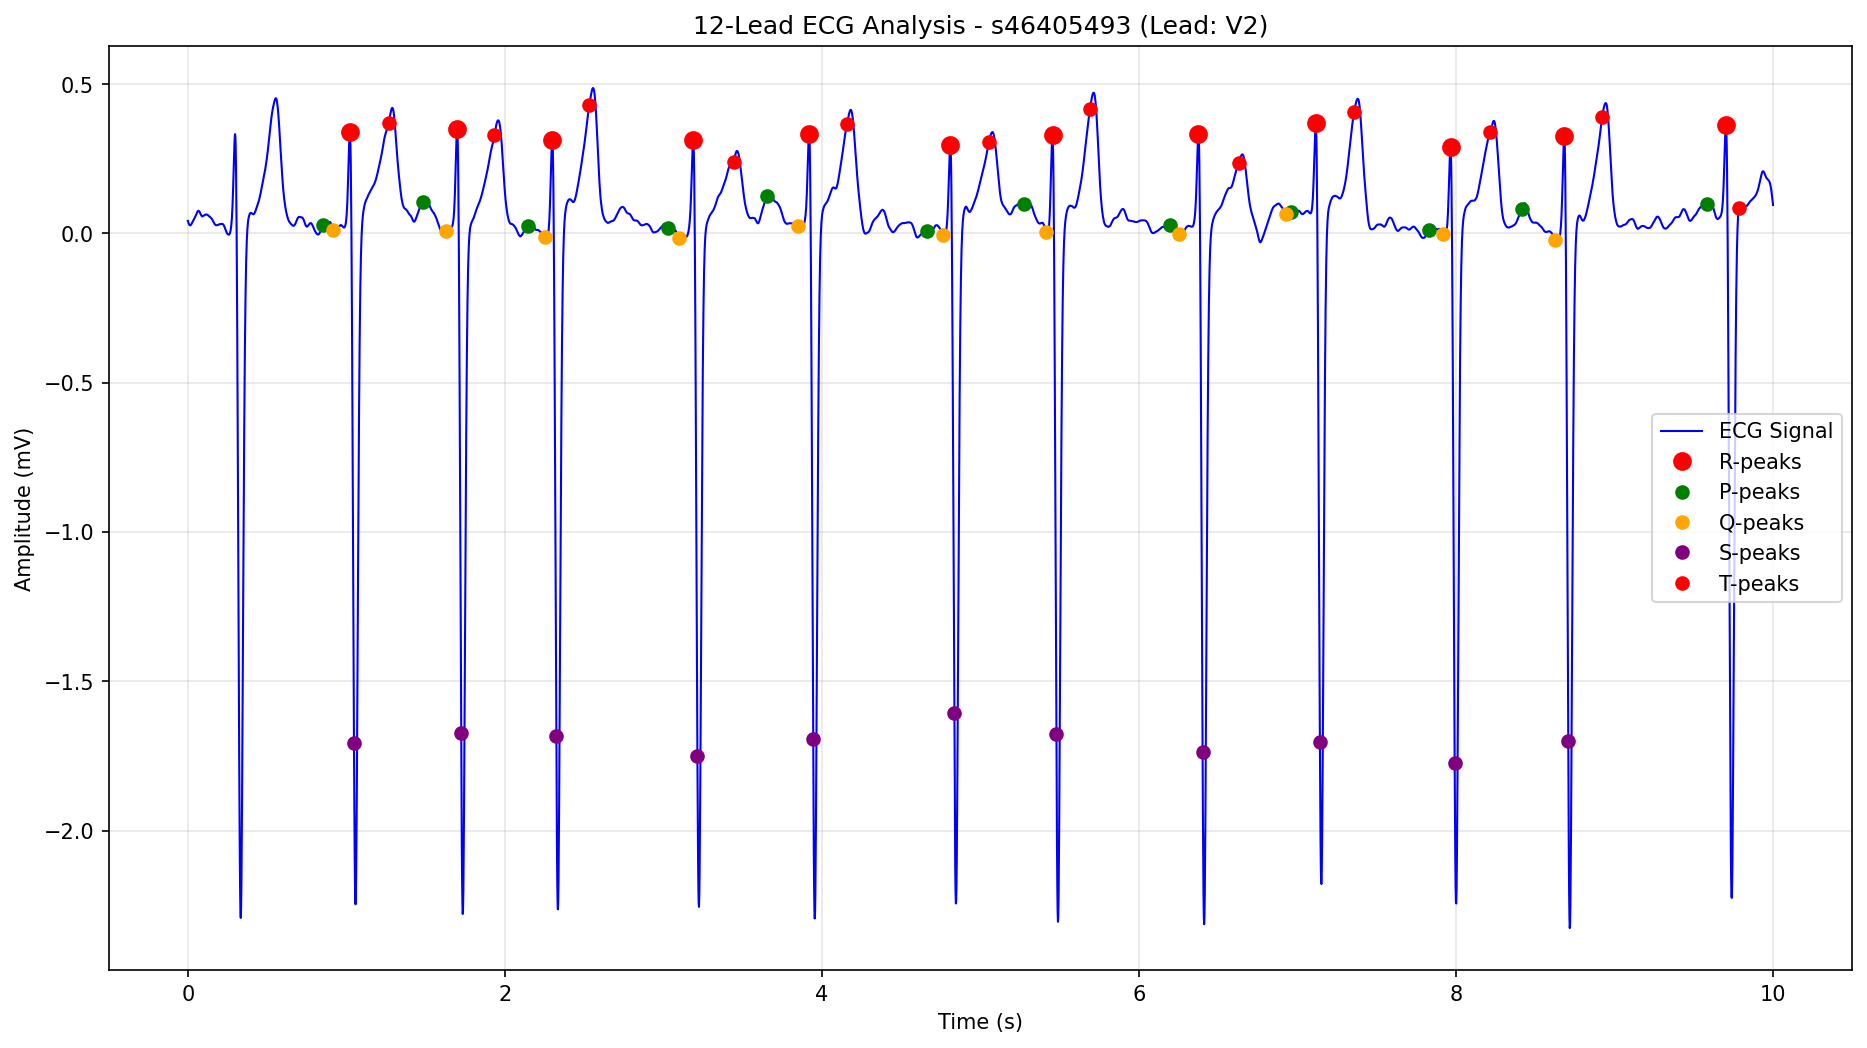 12-Lead ECG Analysis - s46405493 (Lead: V2)
0.5
0.0
−0.5
−1.0
−1.5
−2.0
Amplitude (mV)
ECG Signal
R-peaks
P-peaks
Q-peaks
S-peaks
T-peaks
0 2 4 6 8 10
Time (s)